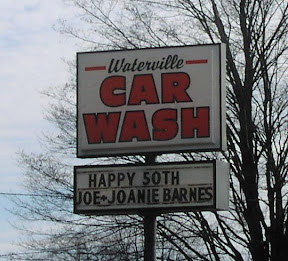 Waterville
CAR
WASH
HAPPY 50TH
JOE+JOANIE BARNES